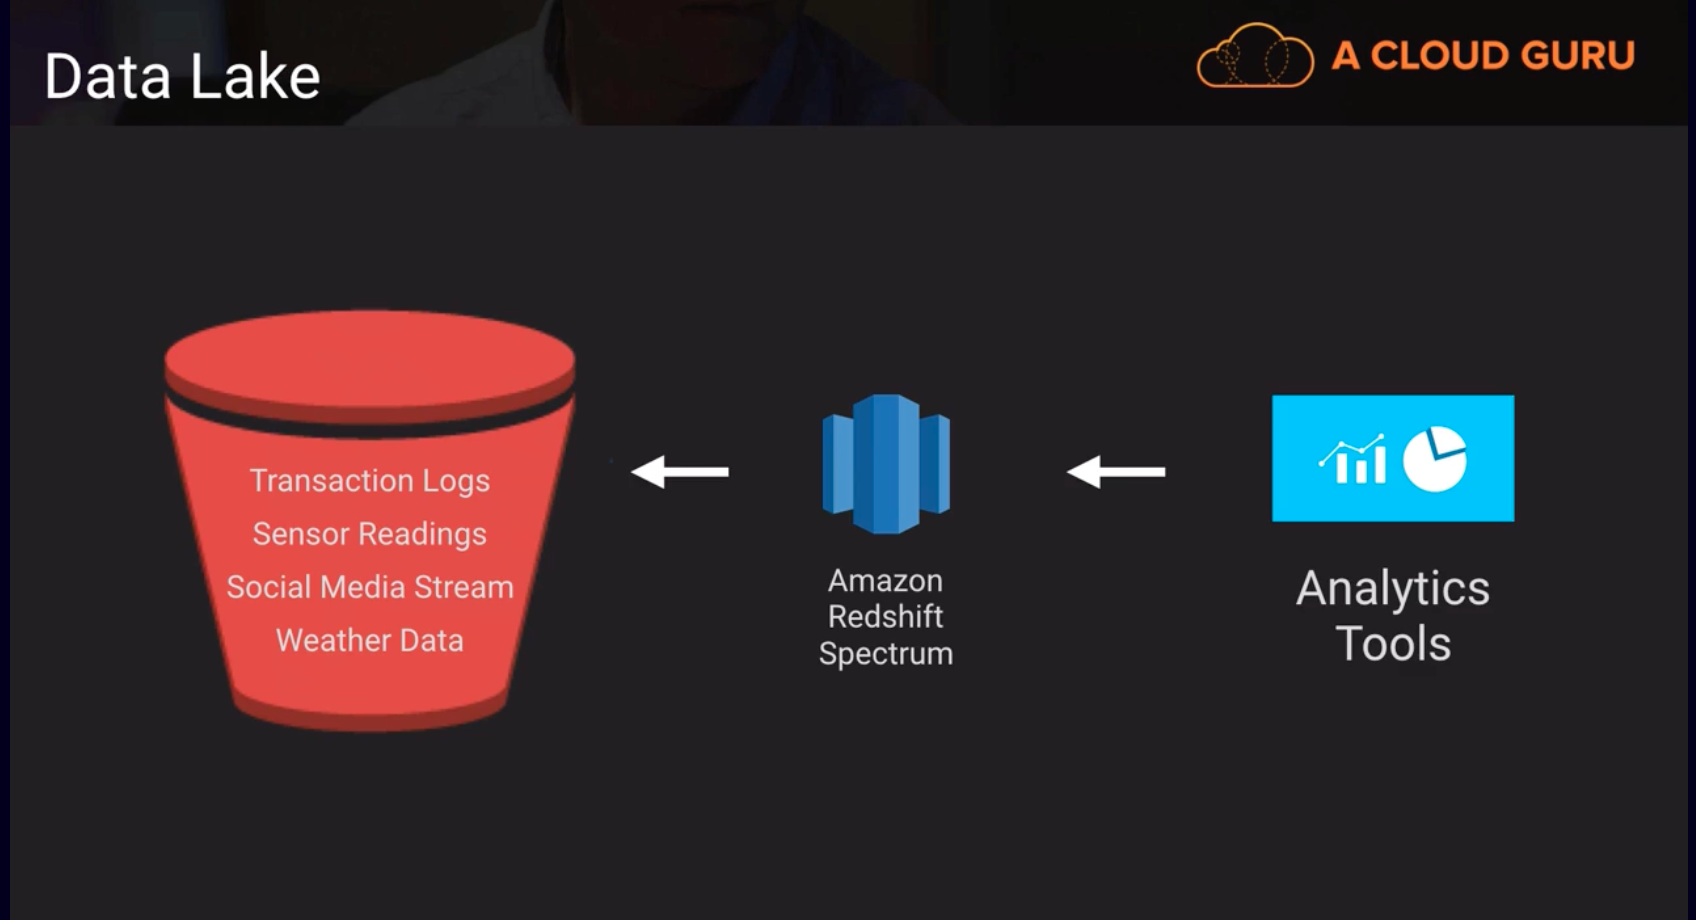 Data Lake
A CLOUD GURU
Transaction Logs
Sensor Readings
Social Media Stream
Weather Data
Amazon
Redshift
Spectrum
Analytics
Tools